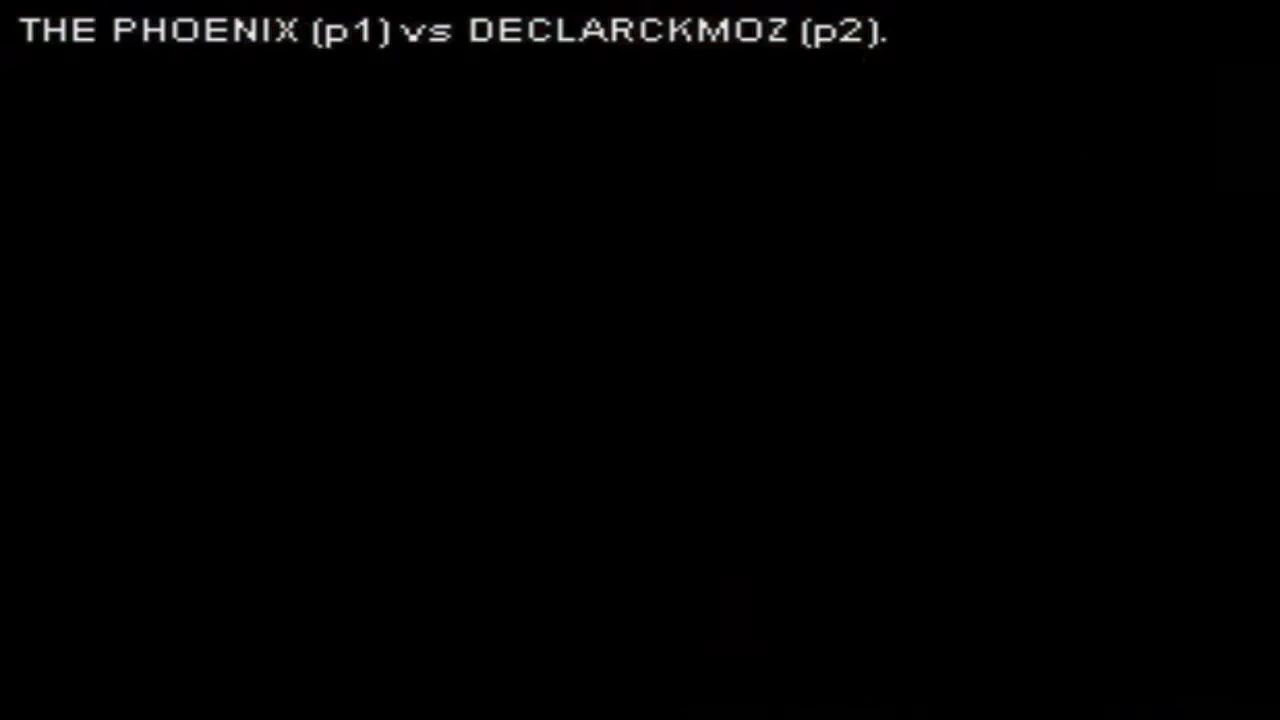 THE PHOENIX (p1) vs DECLARCKMOZ (p2).